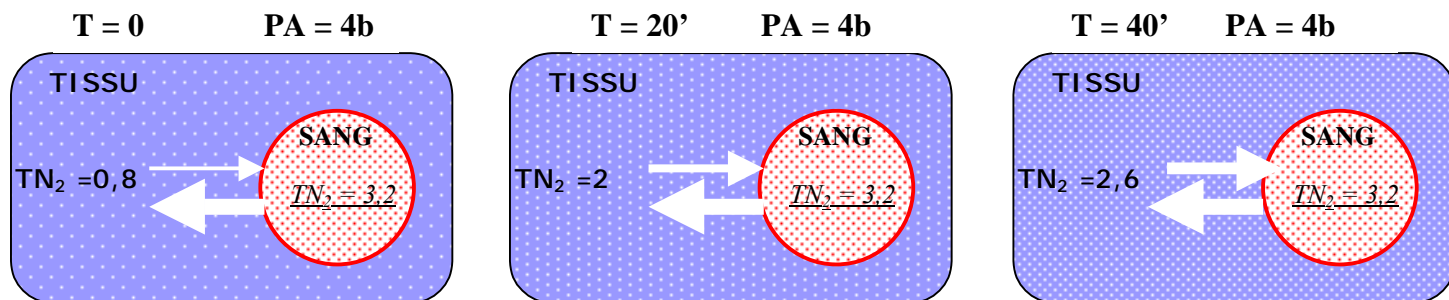 T = 0 PA = 4b
TISSU
SANG
TN₂ =0,8
TN₂ = 3,2
T = 20’ PA = 4b
TISSU
SANG
TN₂ =2
TN₂ = 3,2
T = 40’ PA = 4b
TISSU
SANG
TN₂ =2,6
TN₂ = 3,2